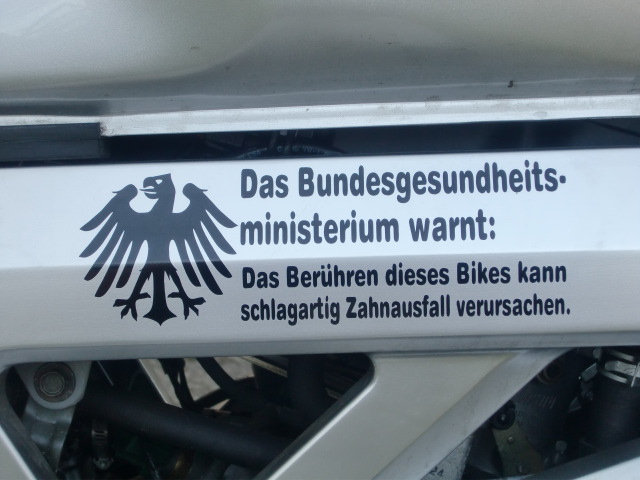 Das Bundesgesundheits-
ministerium warnt:
Das Berühren dieses Bikes kann
schlagartig Zahnausfall verursachen.